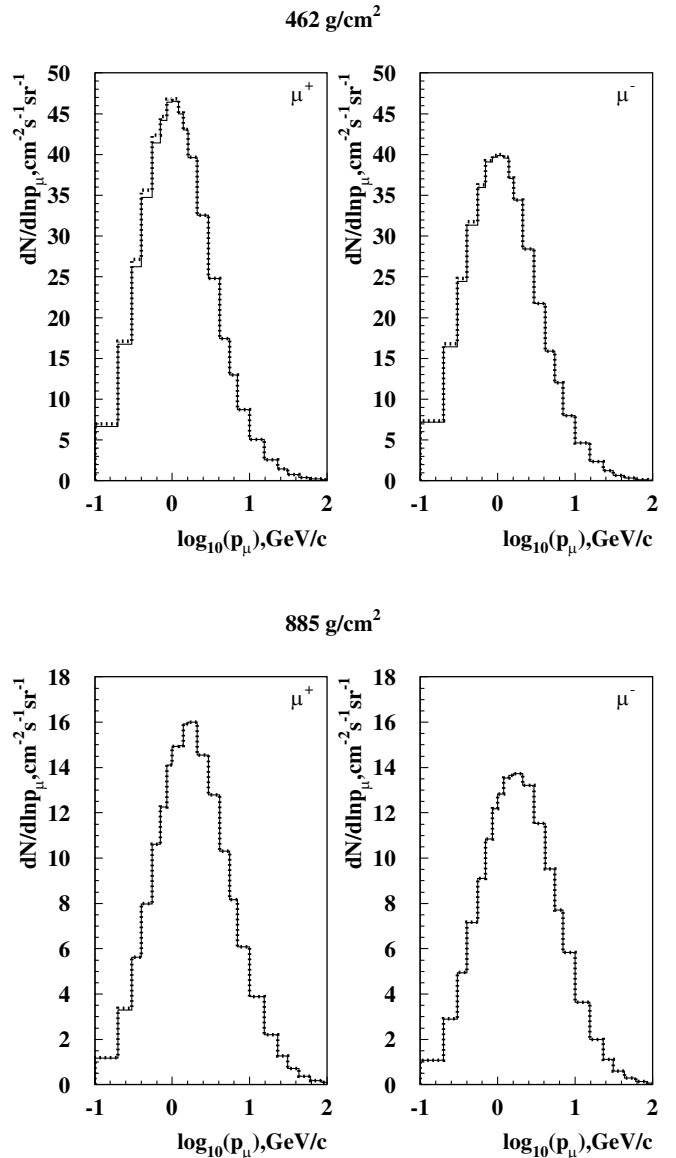 462 g/cm²
dN/dlnp_μ,cm⁻²s⁻¹sr⁻¹
50
45
40
35
30
25
20
15
10
5
0
μ⁺
-1 0 1 2
log₁₀(p_μ),GeV/c
dN/dlnp_μ,cm⁻²s⁻¹sr⁻¹
50
45
40
35
30
25
20
15
10
5
0
μ⁻
-1 0 1 2
log₁₀(p_μ),GeV/c
885 g/cm²
dN/dlnp_μ,cm⁻²s⁻¹sr⁻¹
18
16
14
12
10
8
6
4
2
0
μ⁺
-1 0 1 2
log₁₀(p_μ),GeV/c
dN/dlnp_μ,cm⁻²s⁻¹sr⁻¹
18
16
14
12
10
8
6
4
2
0
μ⁻
-1 0 1 2
log₁₀(p_μ),GeV/c